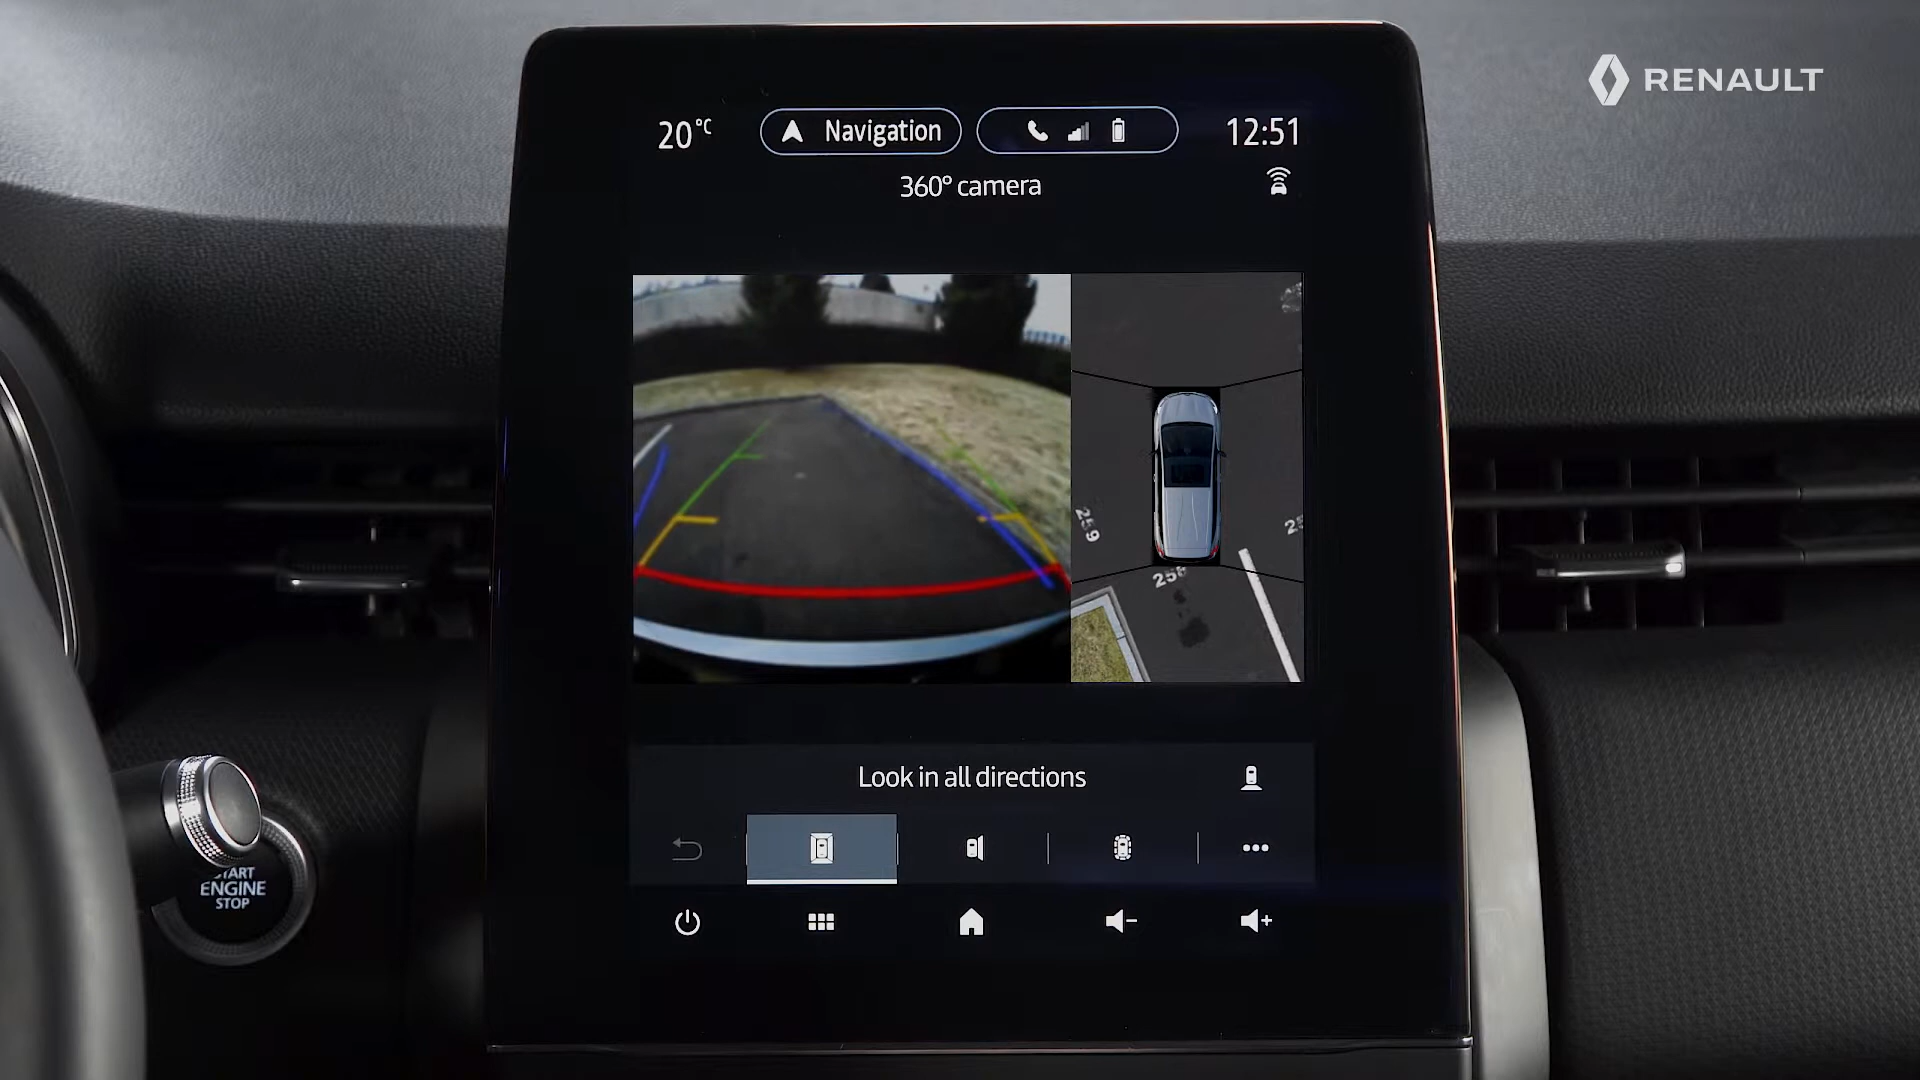 RENAULT
20°C
Navigation
12:51
360° camera
259
25
258
Look in all directions
START
ENGINE
STOP